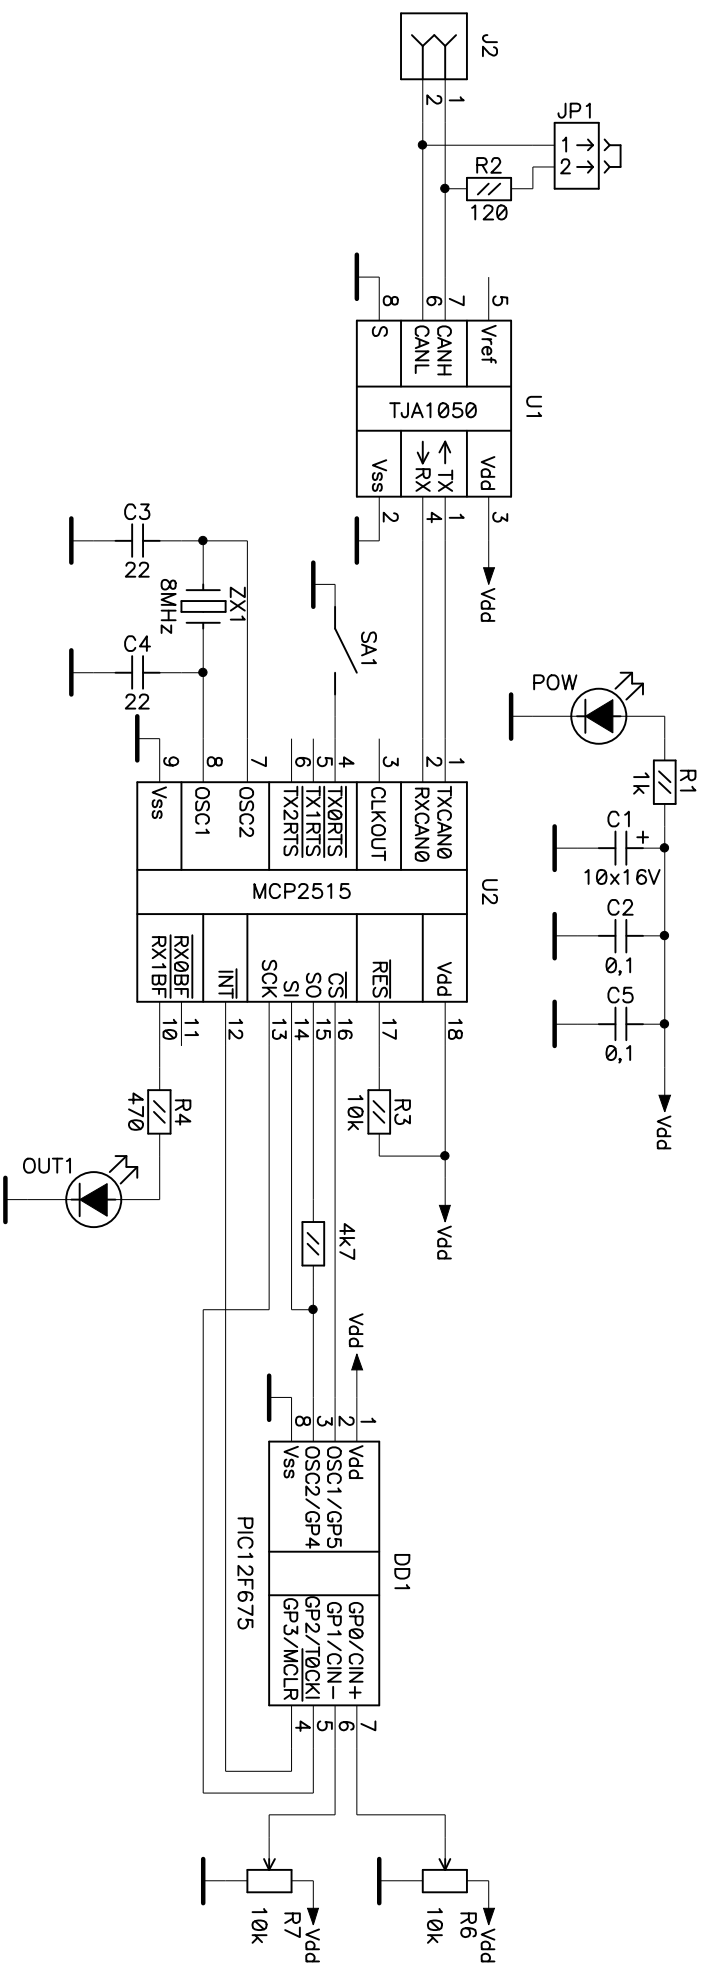 J2
1
2
JP1
1
2
R2
120
5
7
6
8
Vref
CANH
CANL
S
U1
TJA1050
Vdd
TX
RX
Vss
3
1
4
2
Vdd
C3
22
ZX1
8MHz
C4
22
SA1
POW
R1
1k
C1
+
10x16V
C2
0,1
C5
0,1
Vdd
1
2
3
4
5
6
7
8
9
TXCAN0
RXCAN0
CLKOUT
TX0RTS
TX1RTS
TX2RTS
OSC2
OSC1
Vss
U2
MCP2515
Vdd
RES
CS
SO
SI
SCK
INT
RX0BF
RX1BF
18
17
16
15
14
13
12
11
10
R3
10k
R4
470
OUT1
Vdd
4k7
Vdd
1
2
3
8
Vdd
OSC1/GP5
OSC2/GP4
Vss
DD1
PIC12F675
GP0/CIN+
GP1/CIN-
GP2/T0CKI
GP3/MCLR
7
6
5
4
R6
10k
Vdd
R7
10k
Vdd